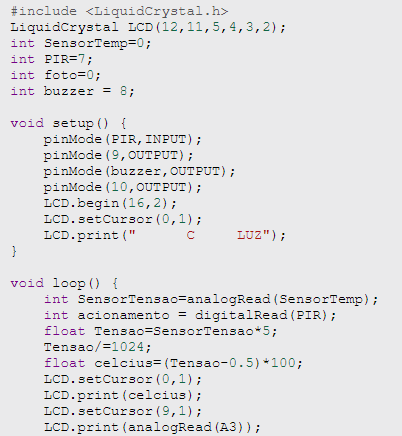 #include <LiquidCrystal.h>
LiquidCrystal LCD(12,11,5,4,3,2);
int SensorTemp=0;
int PIR=7;
int foto=0;
int buzzer = 8;

void setup() {
    pinMode(PIR,INPUT);
    pinMode(9,OUTPUT);
    pinMode(buzzer,OUTPUT);
    pinMode(10,OUTPUT);
    LCD.begin(16,2);
    LCD.setCursor(0,1);
    LCD.print("      C     LUZ");
}

void loop() {
    int SensorTensao=analogRead(SensorTemp);
    int acionamento = digitalRead(PIR);
    float Tensao=SensorTensao*5;
    Tensao/=1024;
    float celcius=(Tensao-0.5)*100;
    LCD.setCursor(0,1);
    LCD.print(celcius);
    LCD.setCursor(9,1);
    LCD.print(analogRead(A3));